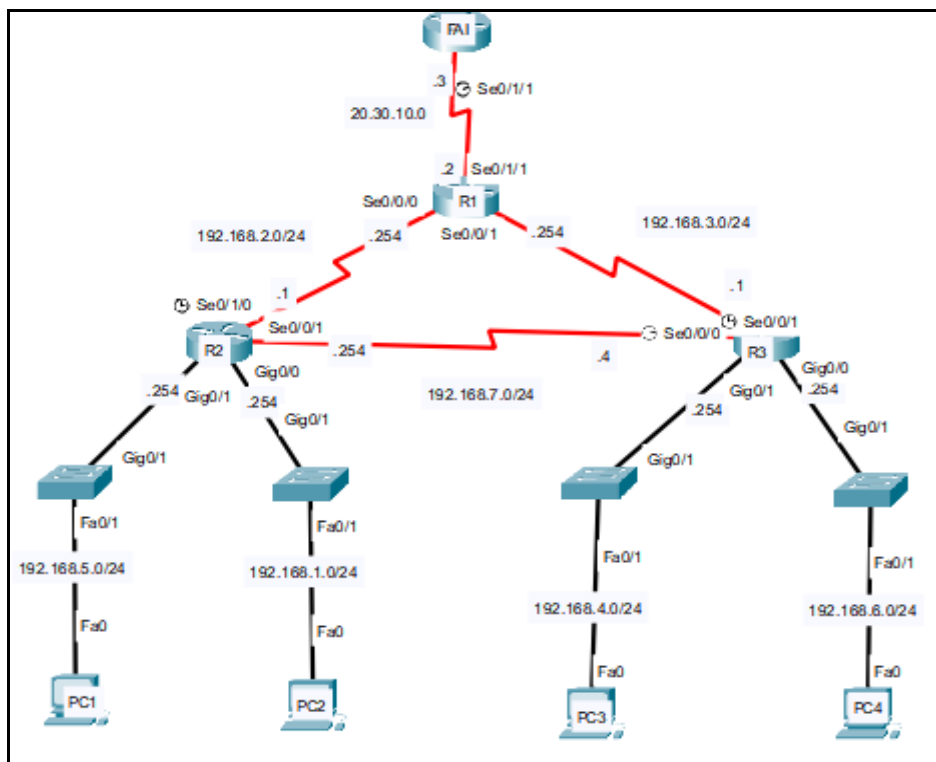 FAI
.3
Se0/1/1
20.30.10.0
.2
Se0/1/1
Se0/0/0
R1
192.168.2.0/24
.254
Se0/0/1
.254
192.168.3.0/24
.1
.1
Se0/1/0
Se0/0/1
Se0/0/0
Se0/0/1
R2
.254
.4
R3
Gig0/0
192.168.7.0/24
Gig0/0
.254
Gig0/1
.254
Gig0/1
.254
.254
Gig0/1
Gig0/1
Gig0/1
Gig0/1
Fa0/1
Fa0/1
Fa0/1
Fa0/1
192.168.5.0/24
192.168.1.0/24
192.168.4.0/24
192.168.6.0/24
Fa0
Fa0
Fa0
Fa0
PC1
PC2
PC3
PC4